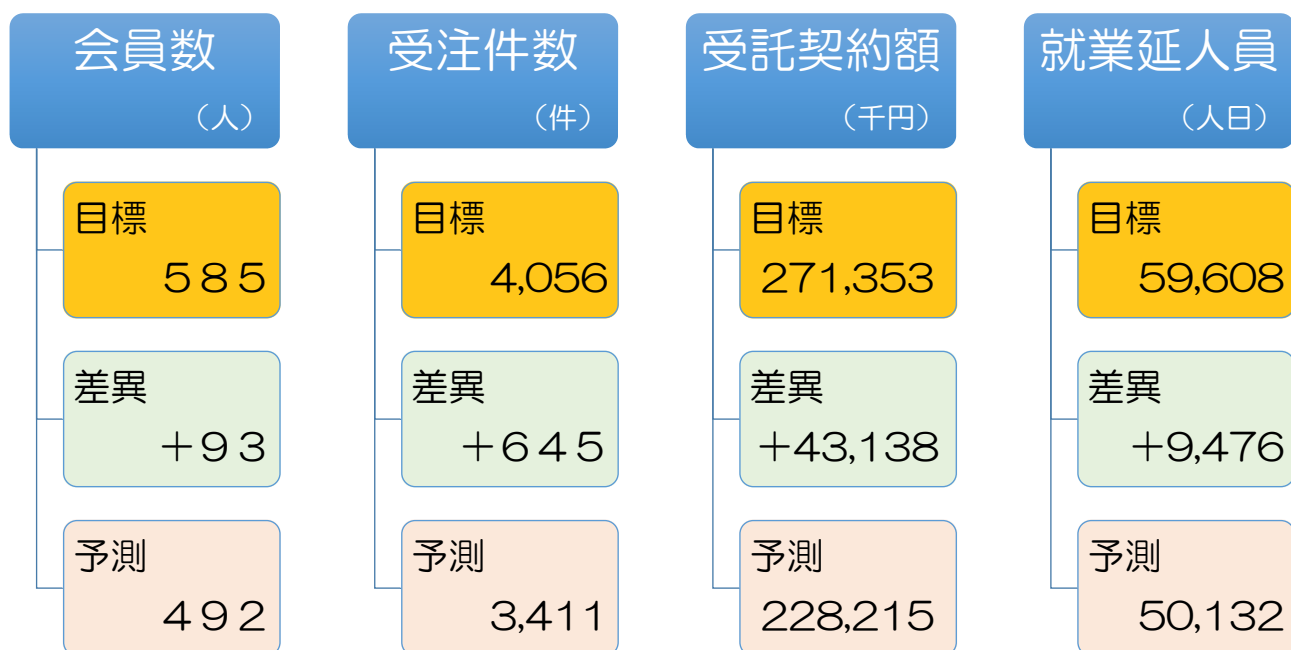 会員数
（人）
目標
５８５
差異
＋９３
予測
４９２
受注件数
（件）
目標
4,056
差異
＋６４５
予測
3,411
受託契約額
（千円）
目標
271,353
差異
＋43,138
予測
228,215
就業延人員
（人日）
目標
59,608
差異
＋9,476
予測
50,132